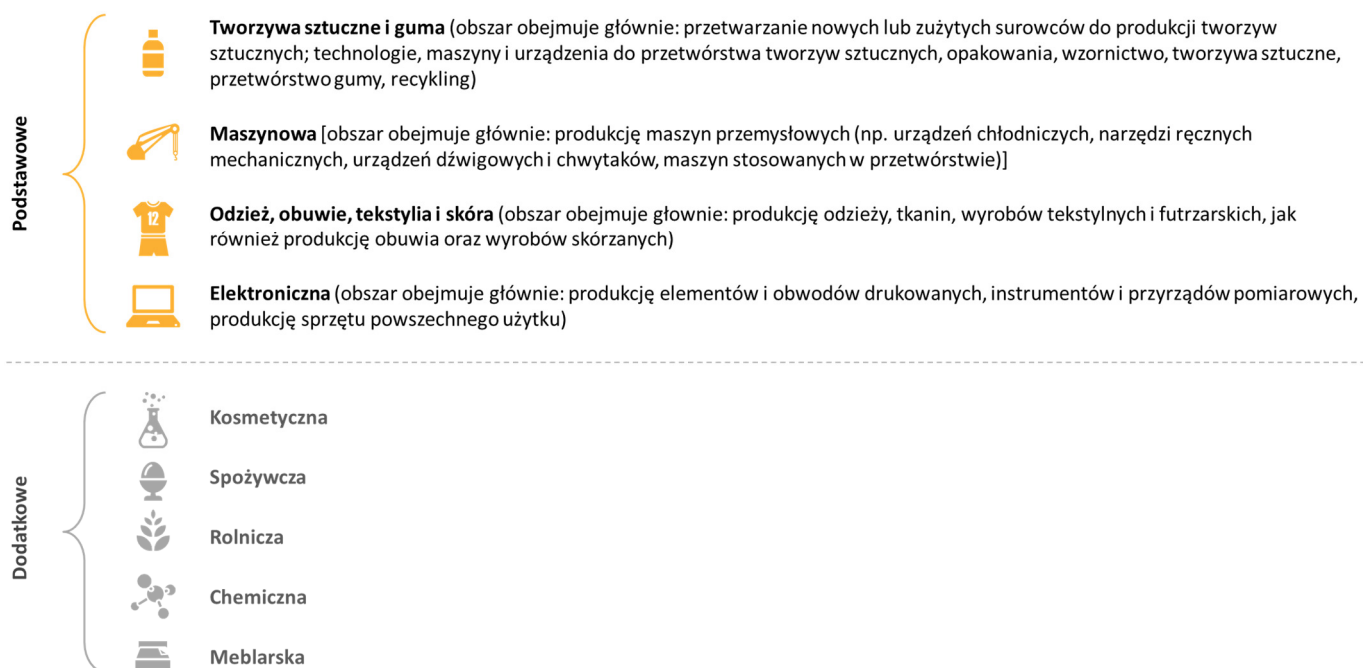 Podstawowe
Tworzywa sztuczne i guma (obszar obejmuje głównie: przetwarzanie nowych lub zużytych surowców do produkcji tworzyw
sztucznych; technologie, maszyny i urządzenia do przetwórstwa tworzyw sztucznych, opakowania, wzornictwo, tworzywa sztuczne,
przetwórstwo gumy, recykling)
Maszynowa [obszar obejmuje głównie: produkcję maszyn przemysłowych (np. urządzeń chłodniczych, narzędzi ręcznych
mechanicznych, urządzeń dźwigowych i chwytaków, maszyn stosowanych w przetwórstwie)]
12
Odzież, obuwie, tekstylia i skóra (obszar obejmuje głownie: produkcję odzieży, tkanin, wyrobów tekstylnych i futrzarskich, jak
również produkcję obuwia oraz wyrobów skórzanych)
Elektroniczna (obszar obejmuje głównie: produkcję elementów i obwodów drukowanych, instrumentów i przyrządów pomiarowych,
produkcję sprzętu powszechnego użytku)
Dodatkowe
Kosmetyczna
Spożywcza
Rolnicza
Chemiczna
Meblarska